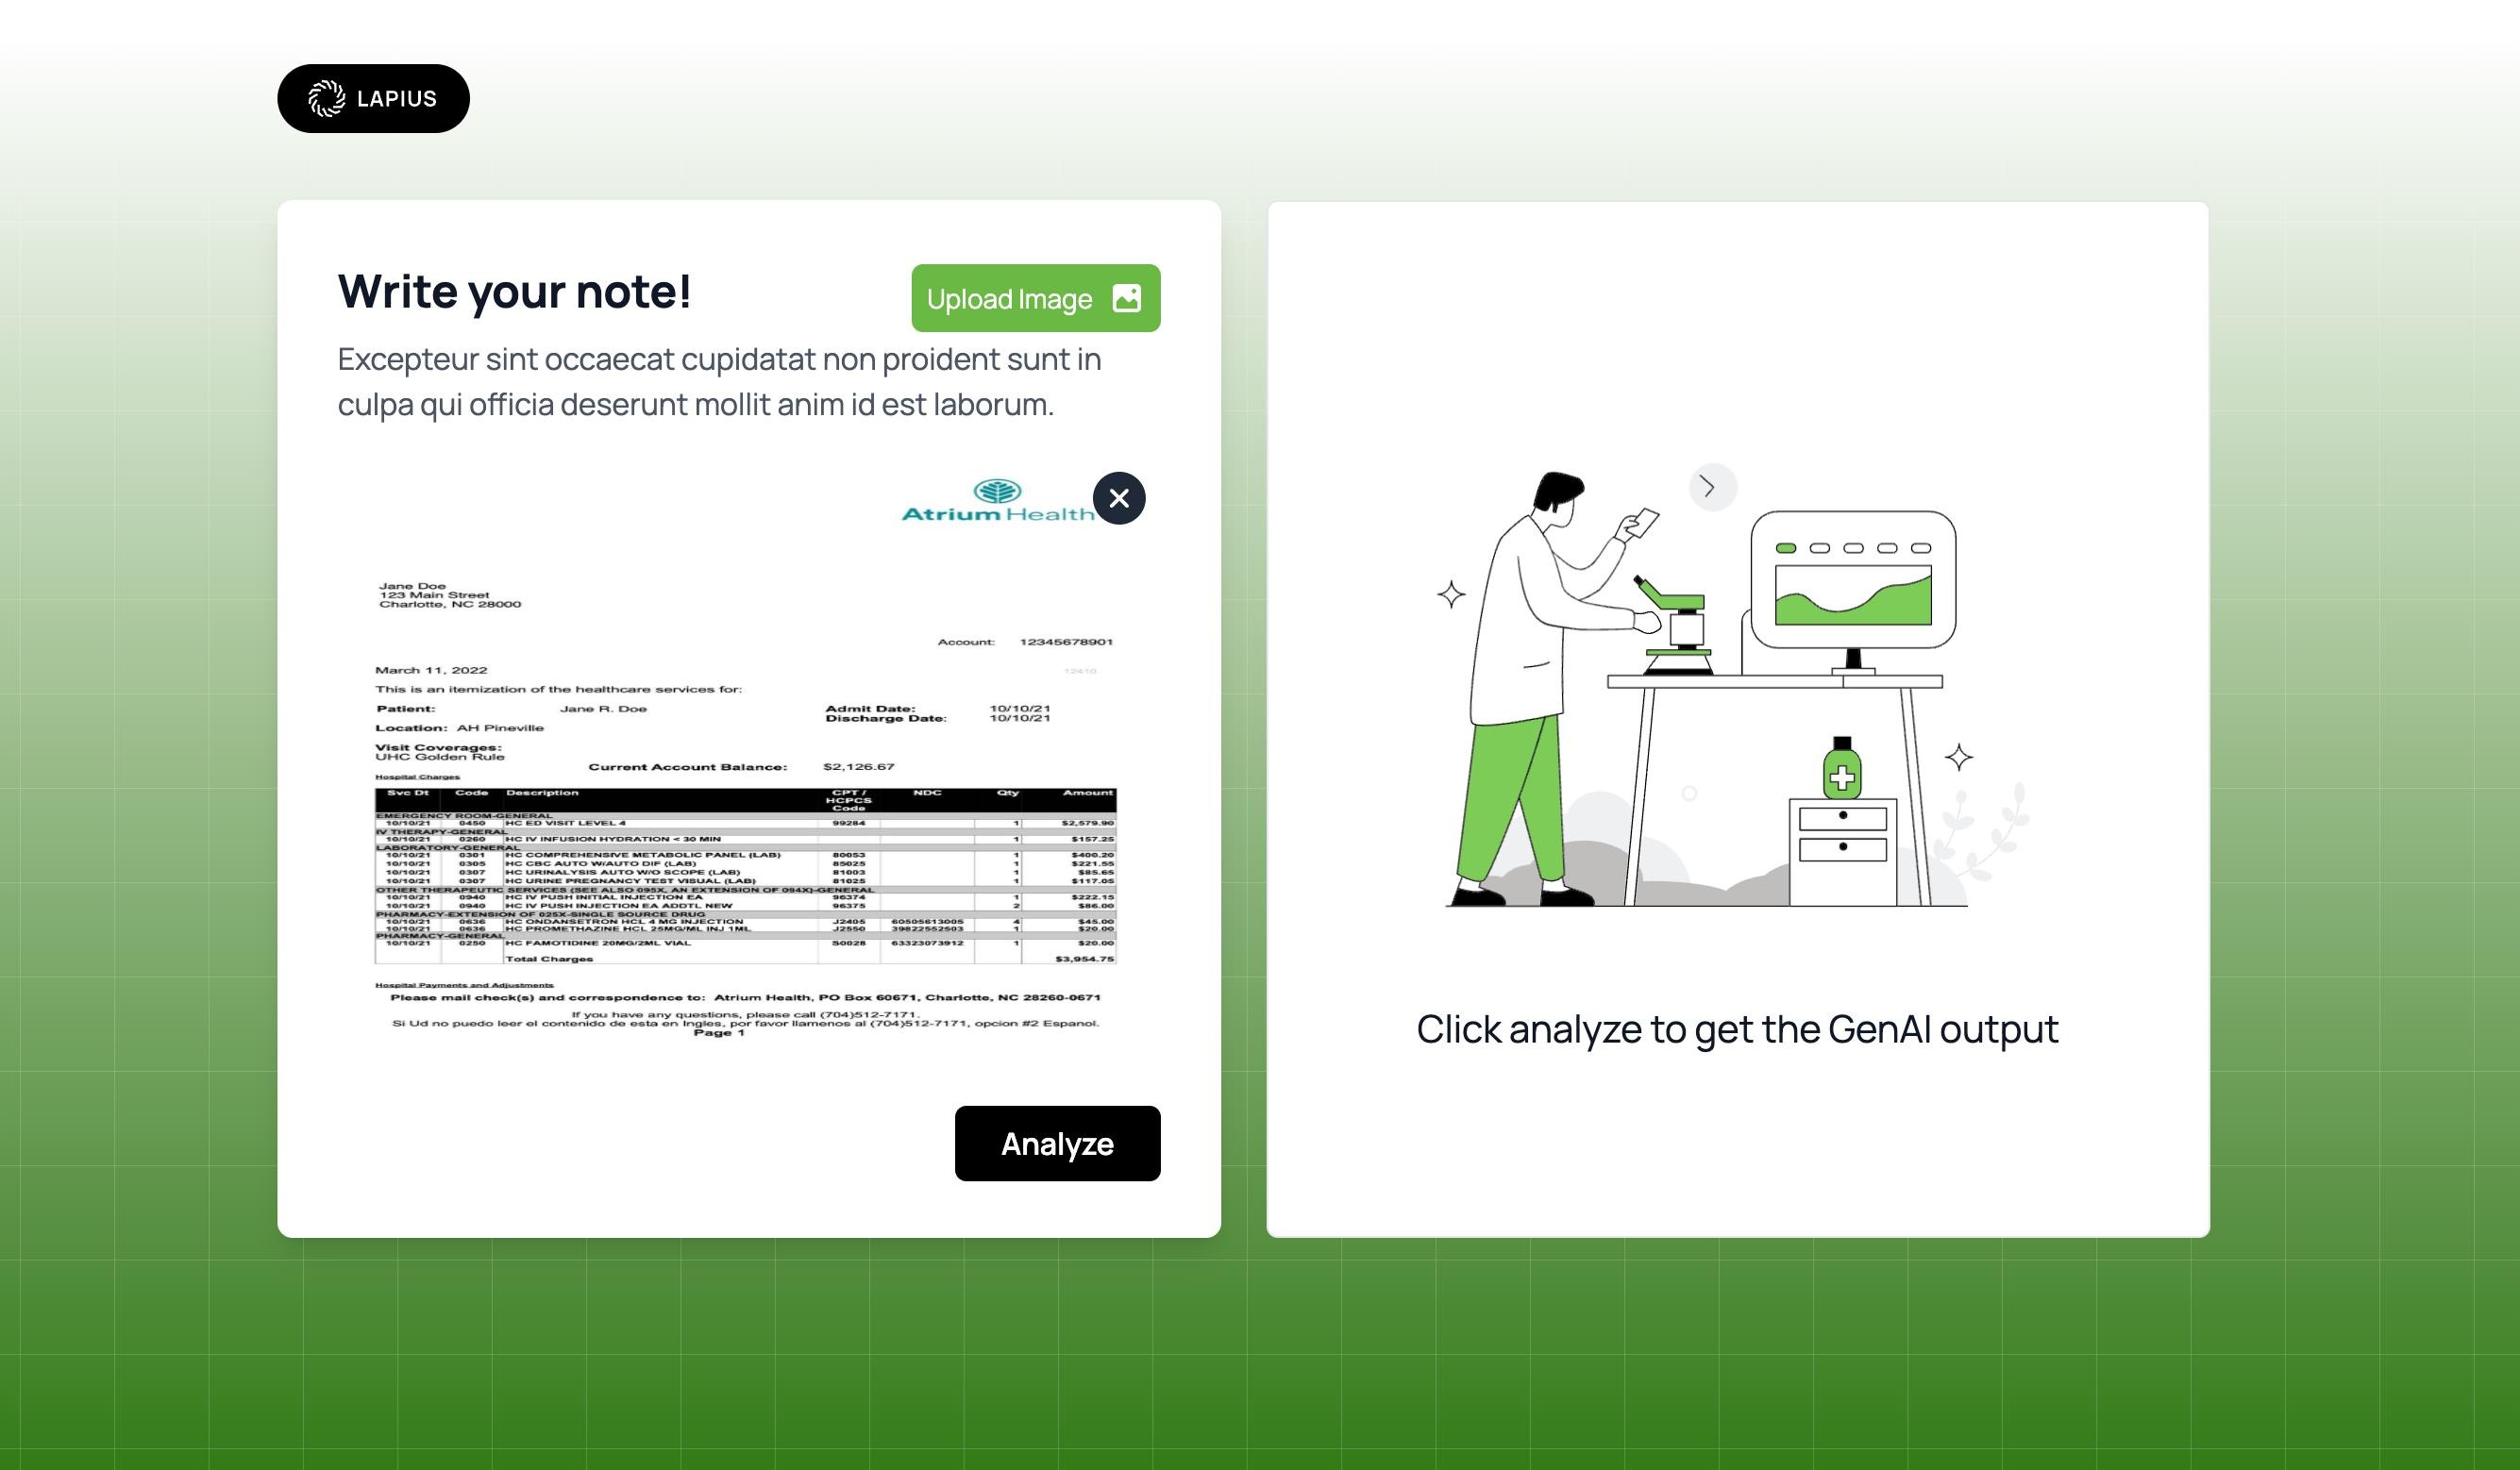 LAPIUS
Write your note!
Upload Image
Excepteur sint occaecat cupidatat non proident sunt in
culpa qui officia deserunt mollit anim id est laborum.
Atrium Health
Jane Doe
123 Main Street
Charlotte, NC 28000
Account: 12345678901
March 11, 2022 12410
This is an itemization of the healthcare services for:
Patient: Jane R. Doe Admit Date: 10/10/21
Discharge Date: 10/10/21
Location: AH Pineville
Visit Coverages:
UHC Golden Rule
Current Account Balance: $2,126.67
Hospital Charges
Svc Dt Code Description CPT / HCPCS Code NDC Qty Amount
EMERGENCY ROOM-GENERAL
10/10/21 0450 HC ED VISIT LEVEL 4 99284 1 $2,579.90
IV THERAPY-GENERAL
10/10/21 0260 HC IV INFUSION HYDRATION < 30 MIN 1 $157.25
LABORATORY-GENERAL
10/10/21 0301 HC COMPREHENSIVE METABOLIC PANEL (LAB) 80053 1 $400.20
10/10/21 0305 HC CBC AUTO W/AUTO DIF (LAB) 85025 1 $221.55
10/10/21 0307 HC URINALYSIS AUTO W/O SCOPE (LAB) 81003 1 $85.65
10/10/21 0307 HC URINE PREGNANCY TEST VISUAL (LAB) 81025 1 $117.05
OTHER THERAPEUTIC SERVICES (SEE ALSO 095X, AN EXTENSION OF 094X)-GENERAL
10/10/21 0940 HC IV PUSH INITIAL INJECTION EA 96374 1 $222.15
10/10/21 0940 HC IV PUSH INJECTION EA ADDTL NEW 96375 2 $86.00
PHARMACY-EXTENSION OF 025X-SINGLE SOURCE DRUG
10/10/21 0636 HC ONDANSETRON HCL 4 MG INJECTION J2405 60505613005 4 $45.00
10/10/21 0636 HC PROMETHAZINE HCL 25MG/ML INJ 1ML J2550 39822552503 1 $20.00
PHARMACY-GENERAL
10/10/21 0250 HC FAMOTIDINE 20MG/2ML VIAL S0028 63323073912 1 $20.00
Total Charges $3,954.75
Hospital Payments and Adjustments
Please mail check(s) and correspondence to: Atrium Health, PO Box 60671, Charlotte, NC 28260-0671
If you have any questions, please call (704)512-7171.
Si Ud no puedo leer el contenido de esta en Ingles, por favor llamenos al (704)512-7171, opcion #2 Espanol.
Page 1
Analyze
Click analyze to get the GenAI output